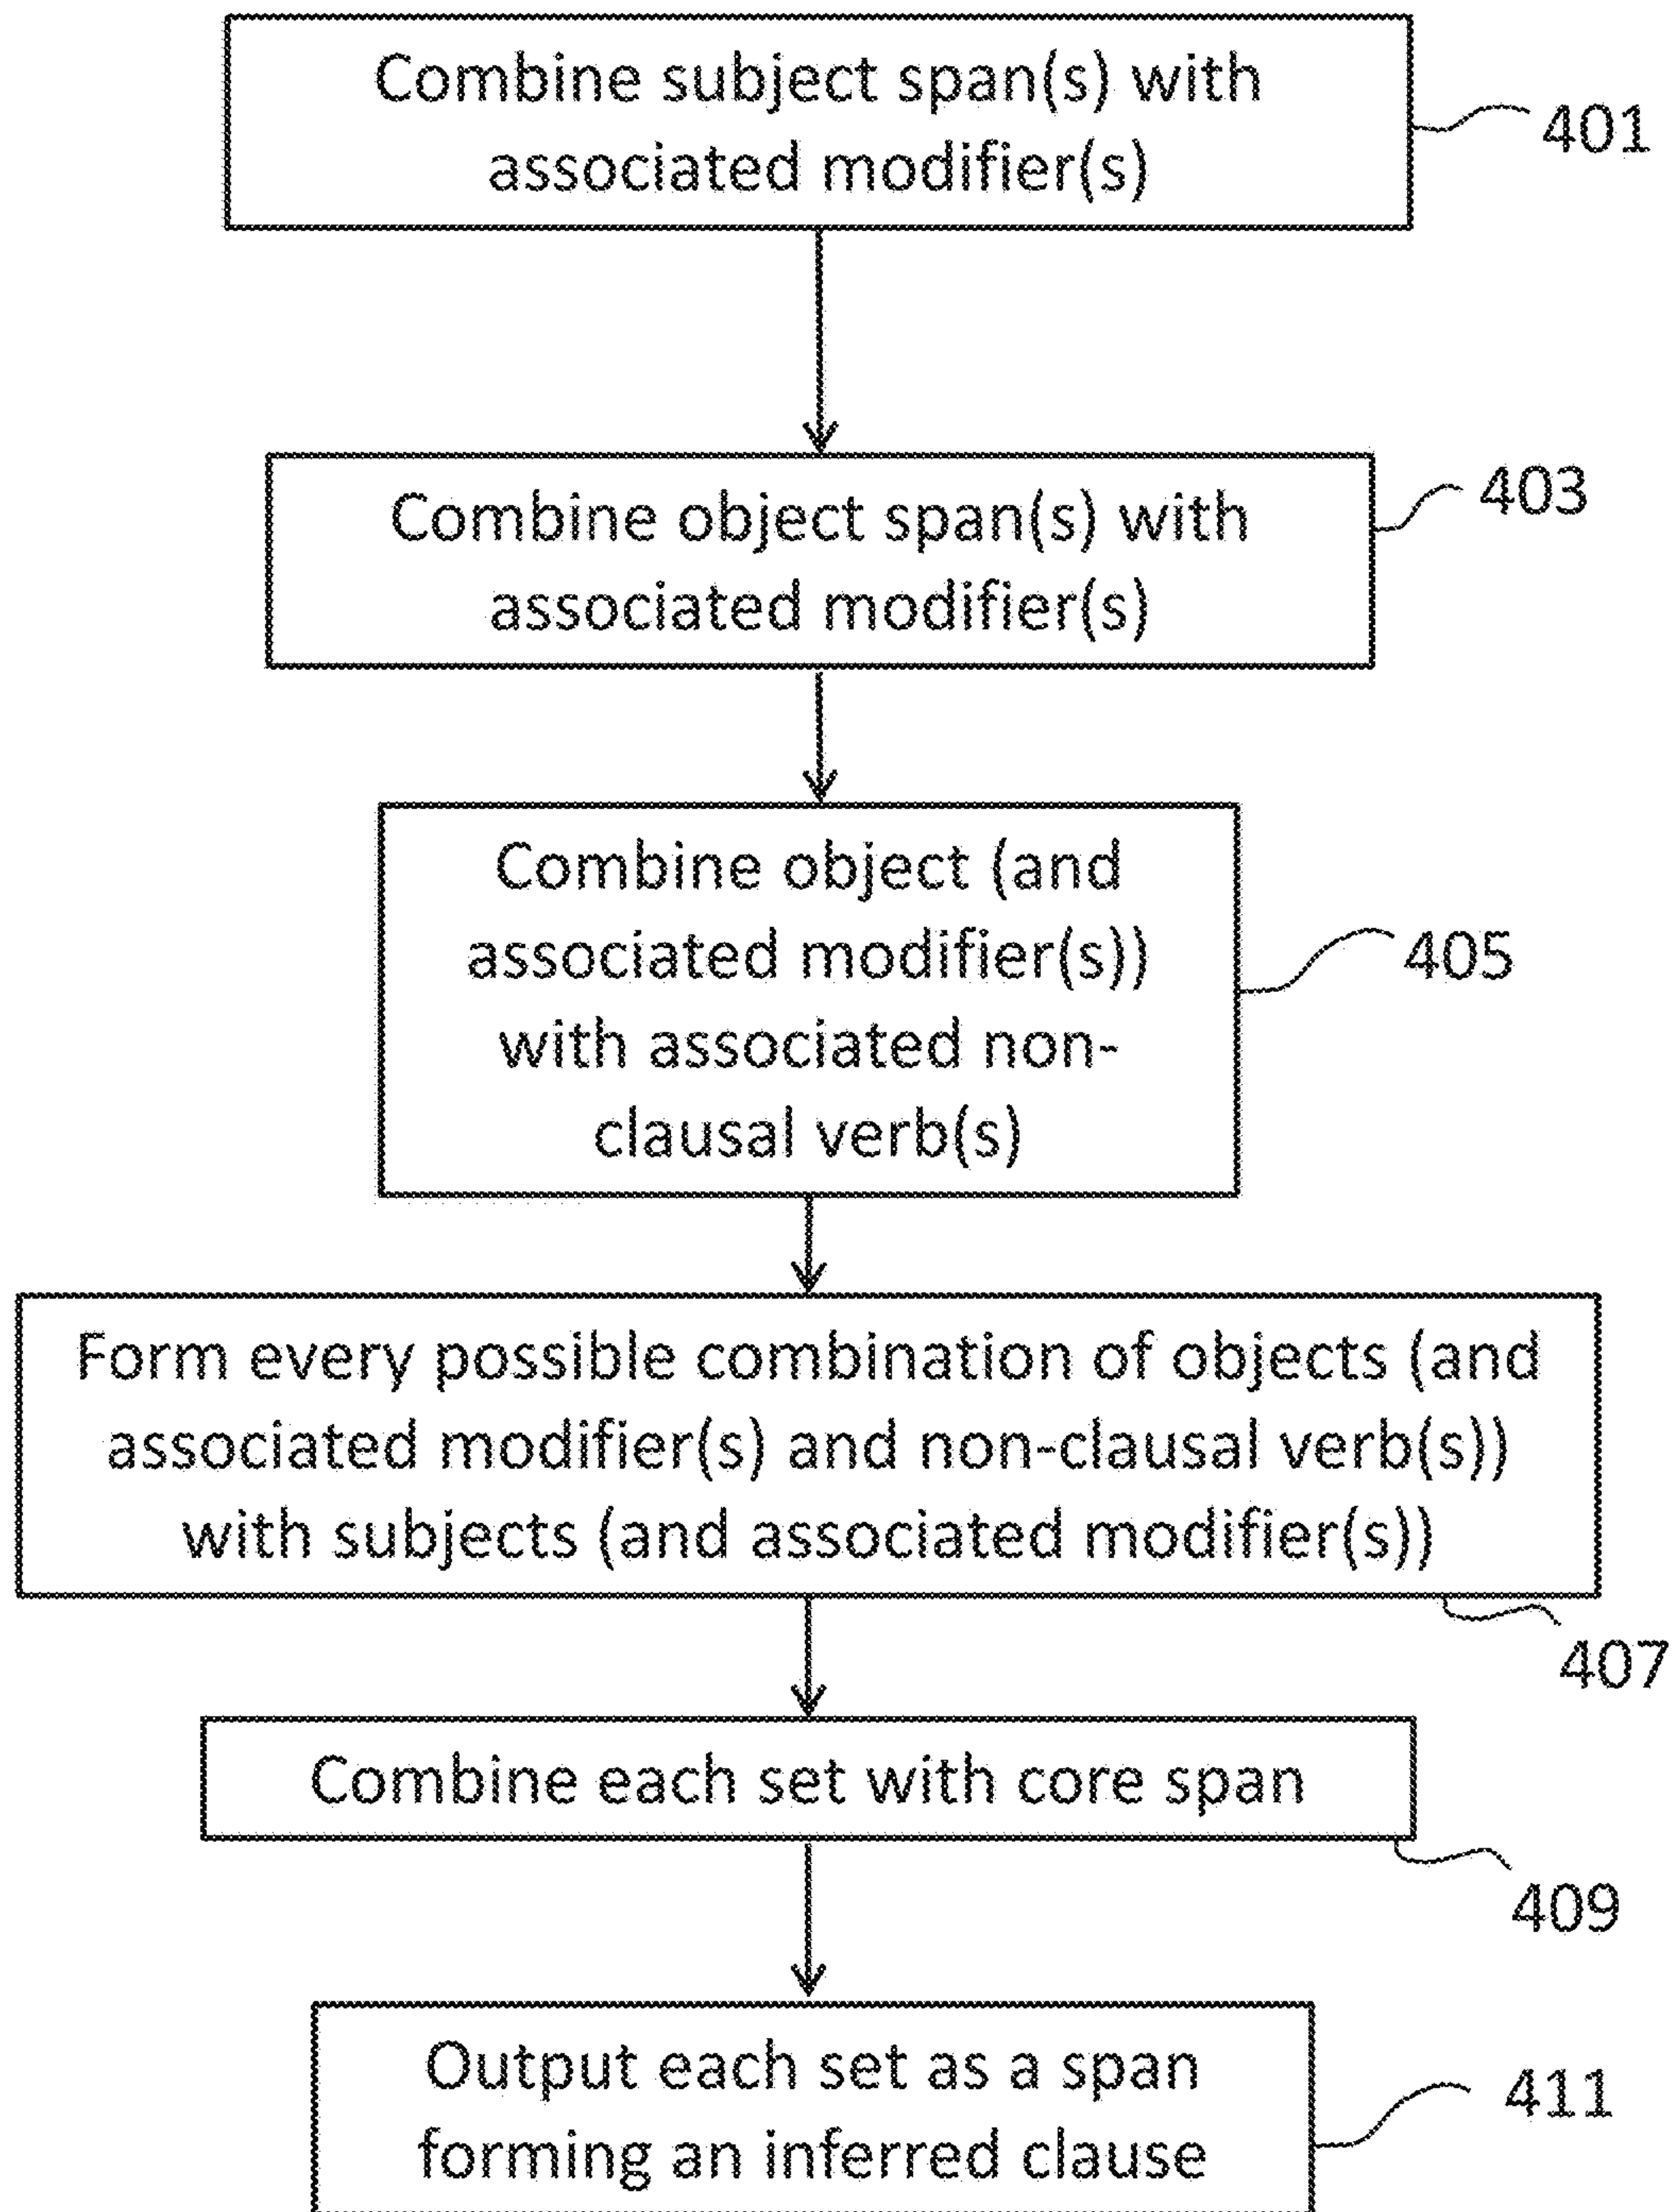 Combine subject span(s) with
associated modifier(s)
401
Combine object span(s) with
associated modifier(s)
403
Combine object (and
associated modifier(s))
with associated non-
clausal verb(s)
405
Form every possible combination of objects (and
associated modifier(s) and non-clausal verb(s))
with subjects (and associated modifier(s))
407
Combine each set with core span
409
Output each set as a span
forming an inferred clause
411